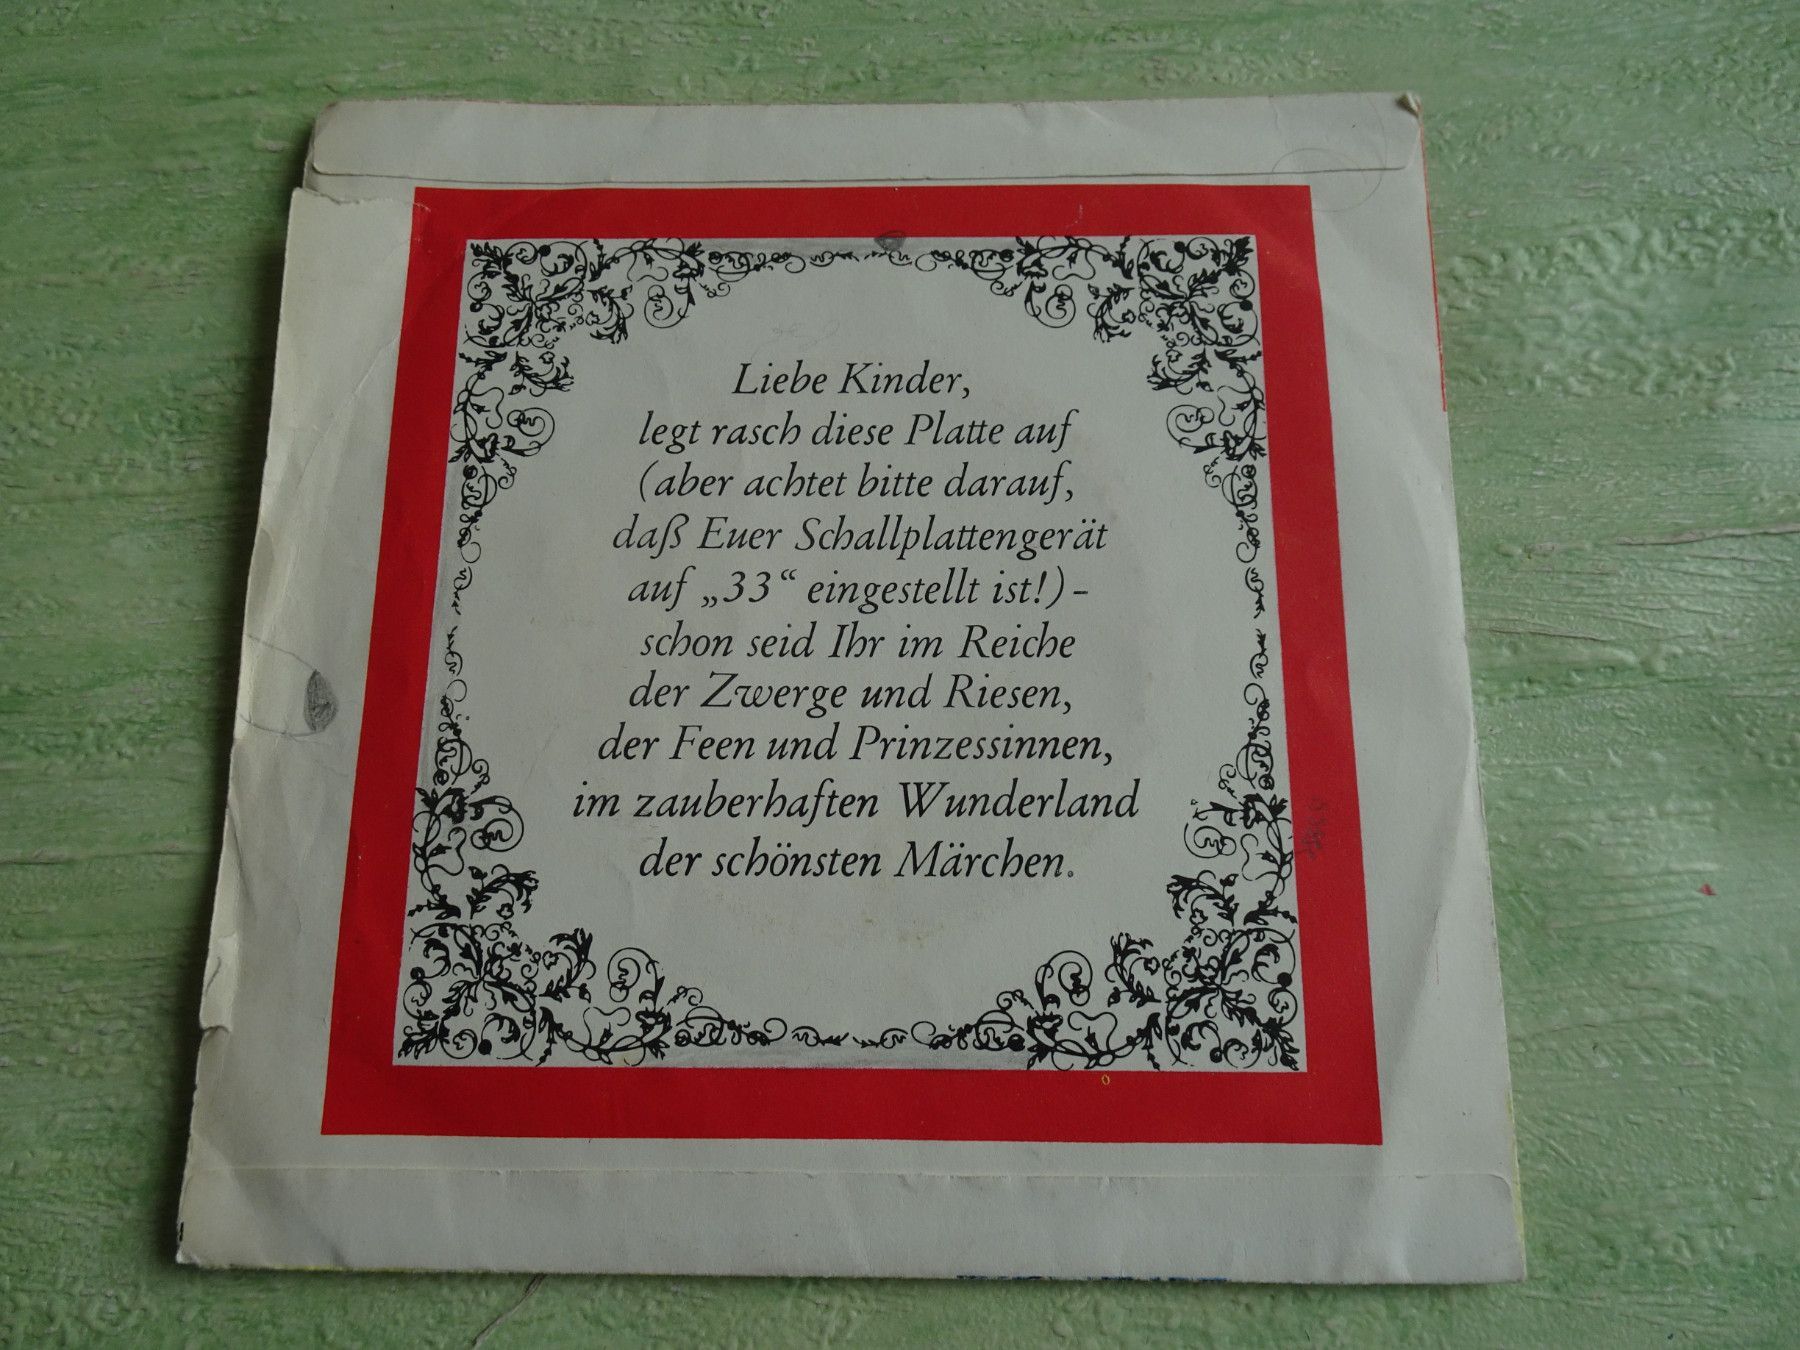 Liebe Kinder,
legt rasch diese Platte auf
(aber achtet bitte darauf,
daß Euer Schallplattengerät
auf „33“ eingestellt ist!) –
schon seid Ihr im Reiche
der Zwerge und Riesen,
der Feen und Prinzessinnen,
im zauberhaften Wunderland
der schönsten Märchen.